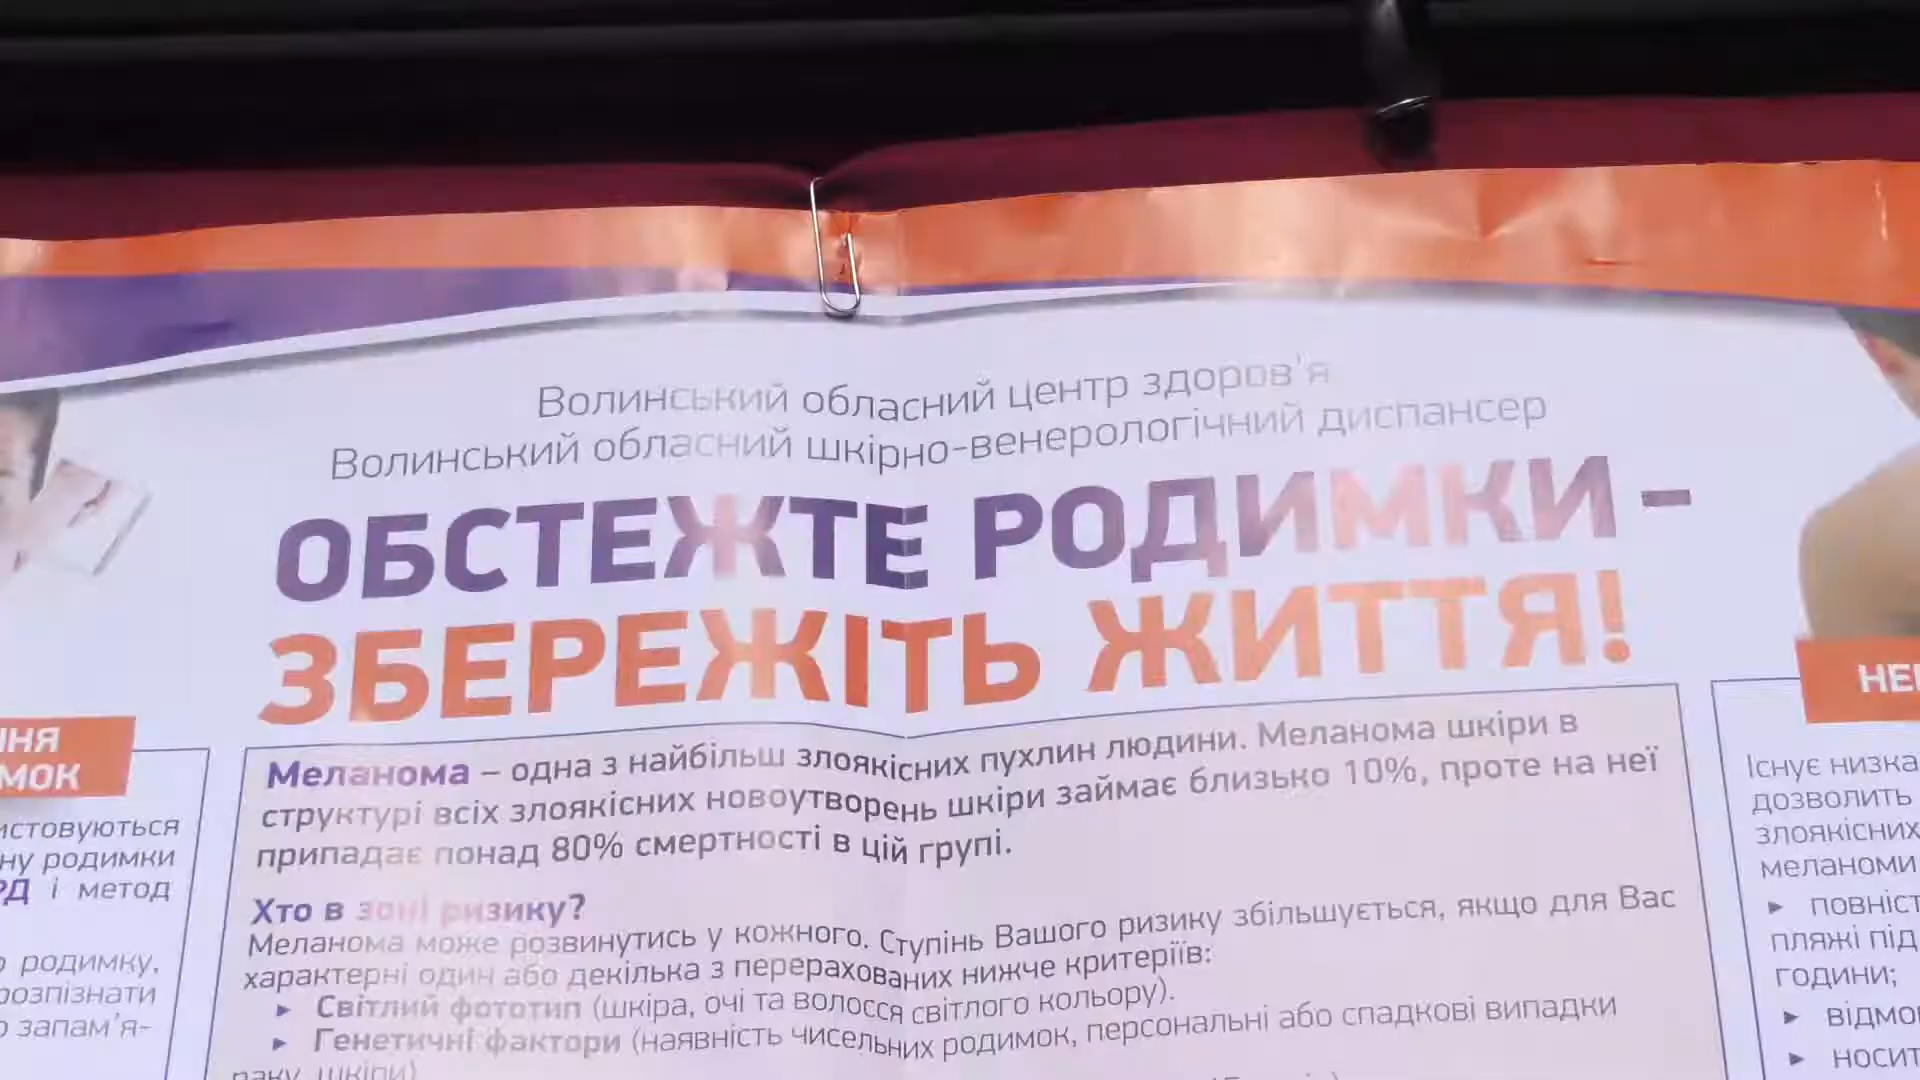 Волинський обласний центр здоров'я
Волинський обласний шкірно-венерологічний диспансер
ОБСТЕЖТЕ РОДИМКИ –
ЗБЕРЕЖІТЬ ЖИТТЯ!
Меланома – одна з найбільш злоякісних пухлин людини. Меланома шкіри в
структурі всіх злоякісних новоутворень шкіри займає близько 10%, проте на неї
припадає понад 80% смертності в цій групі.
Хто в зоні ризику?
Меланома може розвинутись у кожного. Ступінь Вашого ризику збільшується, якщо для Вас
характерні один або декілька з перерахованих нижче критеріїв:
► Світлий фототип (шкіра, очі та волосся світлого кольору).
► Генетичні фактори (наявність чисельних родимок, персональні або спадкові випадки
раку шкіри)
ННЯ
МОК
истовуються
ну родимки
РД і метод
родимку,
розпізнати
запам'я-
НЕ
Існує низка
дозволить
злоякісних
меланоми
► повніст
пляжі під
години;
► відмо
► носит